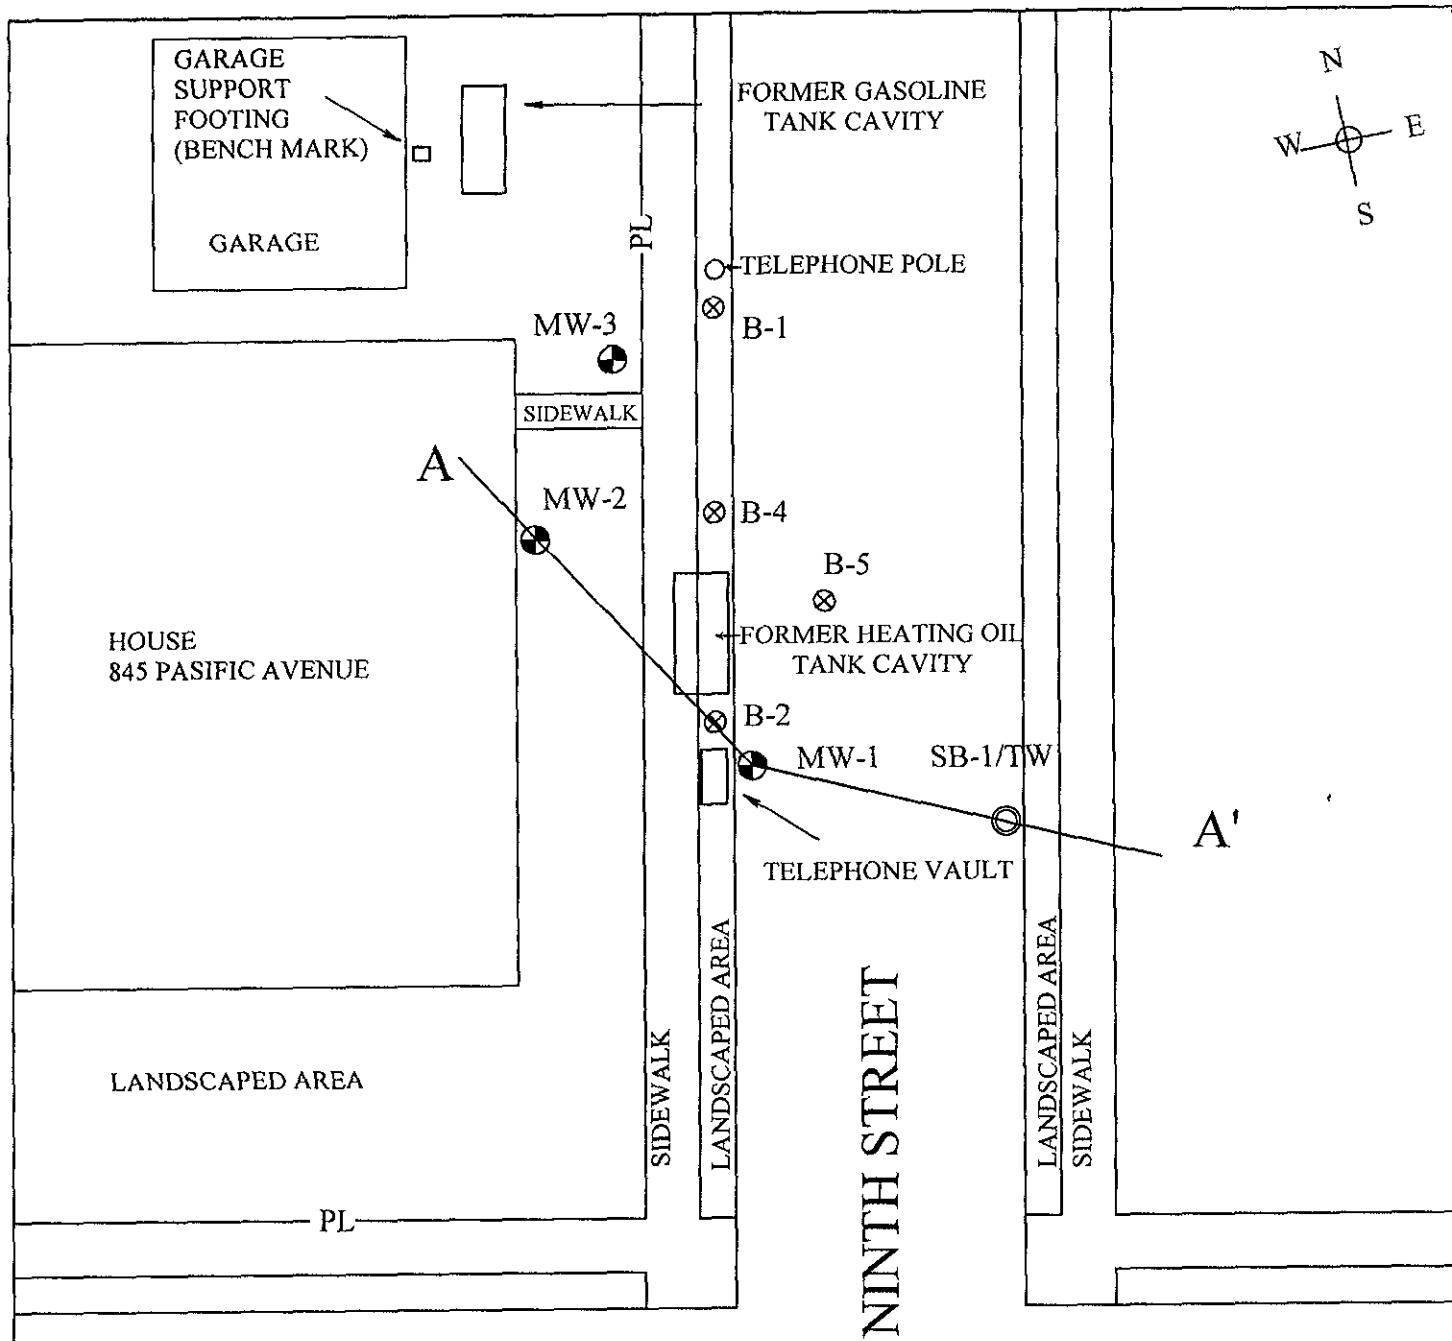 GARAGE
SUPPORT
FOOTING
(BENCH MARK)
GARAGE
FORMER GASOLINE
TANK CAVITY
N
W
E
S
PL
TELEPHONE POLE
B-1
MW-3
SIDEWALK
A
MW-2
B-4
B-5
HOUSE
845 PASIFIC AVENUE
FORMER HEATING OIL
TANK CAVITY
B-2
MW-1
SB-1/TW
A'
TELEPHONE VAULT
LANDSCAPED AREA
SIDEWALK
LANDSCAPED AREA
NINTH STREET
LANDSCAPED AREA
SIDEWALK
PL